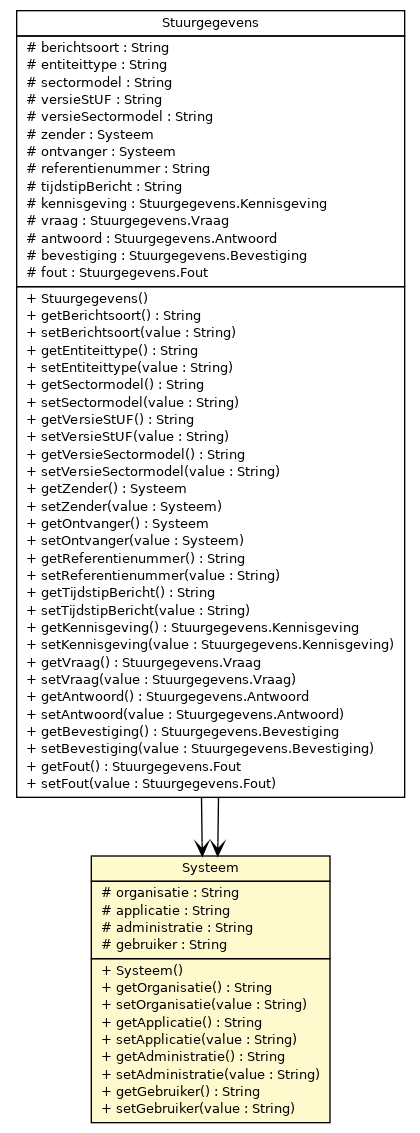 Stuurgegevens
# berichtsoort : String
# entiteittype : String
# sectormodel : String
# versieStUF : String
# versieSectormodel : String
# zender : Systeem
# ontvanger : Systeem
# referentienummer : String
# tijdstipBericht : String
# kennisgeving : Stuurgegevens.Kennisgeving
# vraag : Stuurgegevens.Vraag
# antwoord : Stuurgegevens.Antwoord
# bevestiging : Stuurgegevens.Bevestiging
# fout : Stuurgegevens.Fout
+ Stuurgegevens()
+ getBerichtsoort() : String
+ setBerichtsoort(value : String)
+ getEntiteittype() : String
+ setEntiteittype(value : String)
+ getSectormodel() : String
+ setSectormodel(value : String)
+ getVersieStUF() : String
+ setVersieStUF(value : String)
+ getVersieSectormodel() : String
+ setVersieSectormodel(value : String)
+ getZender() : Systeem
+ setZender(value : Systeem)
+ getOntvanger() : Systeem
+ setOntvanger(value : Systeem)
+ getReferentienummer() : String
+ setReferentienummer(value : String)
+ getTijdstipBericht() : String
+ setTijdstipBericht(value : String)
+ getKennisgeving() : Stuurgegevens.Kennisgeving
+ setKennisgeving(value : Stuurgegevens.Kennisgeving)
+ getVraag() : Stuurgegevens.Vraag
+ setVraag(value : Stuurgegevens.Vraag)
+ getAntwoord() : Stuurgegevens.Antwoord
+ setAntwoord(value : Stuurgegevens.Antwoord)
+ getBevestiging() : Stuurgegevens.Bevestiging
+ setBevestiging(value : Stuurgegevens.Bevestiging)
+ getFout() : Stuurgegevens.Fout
+ setFout(value : Stuurgegevens.Fout)
Systeem
# organisatie : String
# applicatie : String
# administratie : String
# gebruiker : String
+ Systeem()
+ getOrganisatie() : String
+ setOrganisatie(value : String)
+ getApplicatie() : String
+ setApplicatie(value : String)
+ getAdministratie() : String
+ setAdministratie(value : String)
+ getGebruiker() : String
+ setGebruiker(value : String)